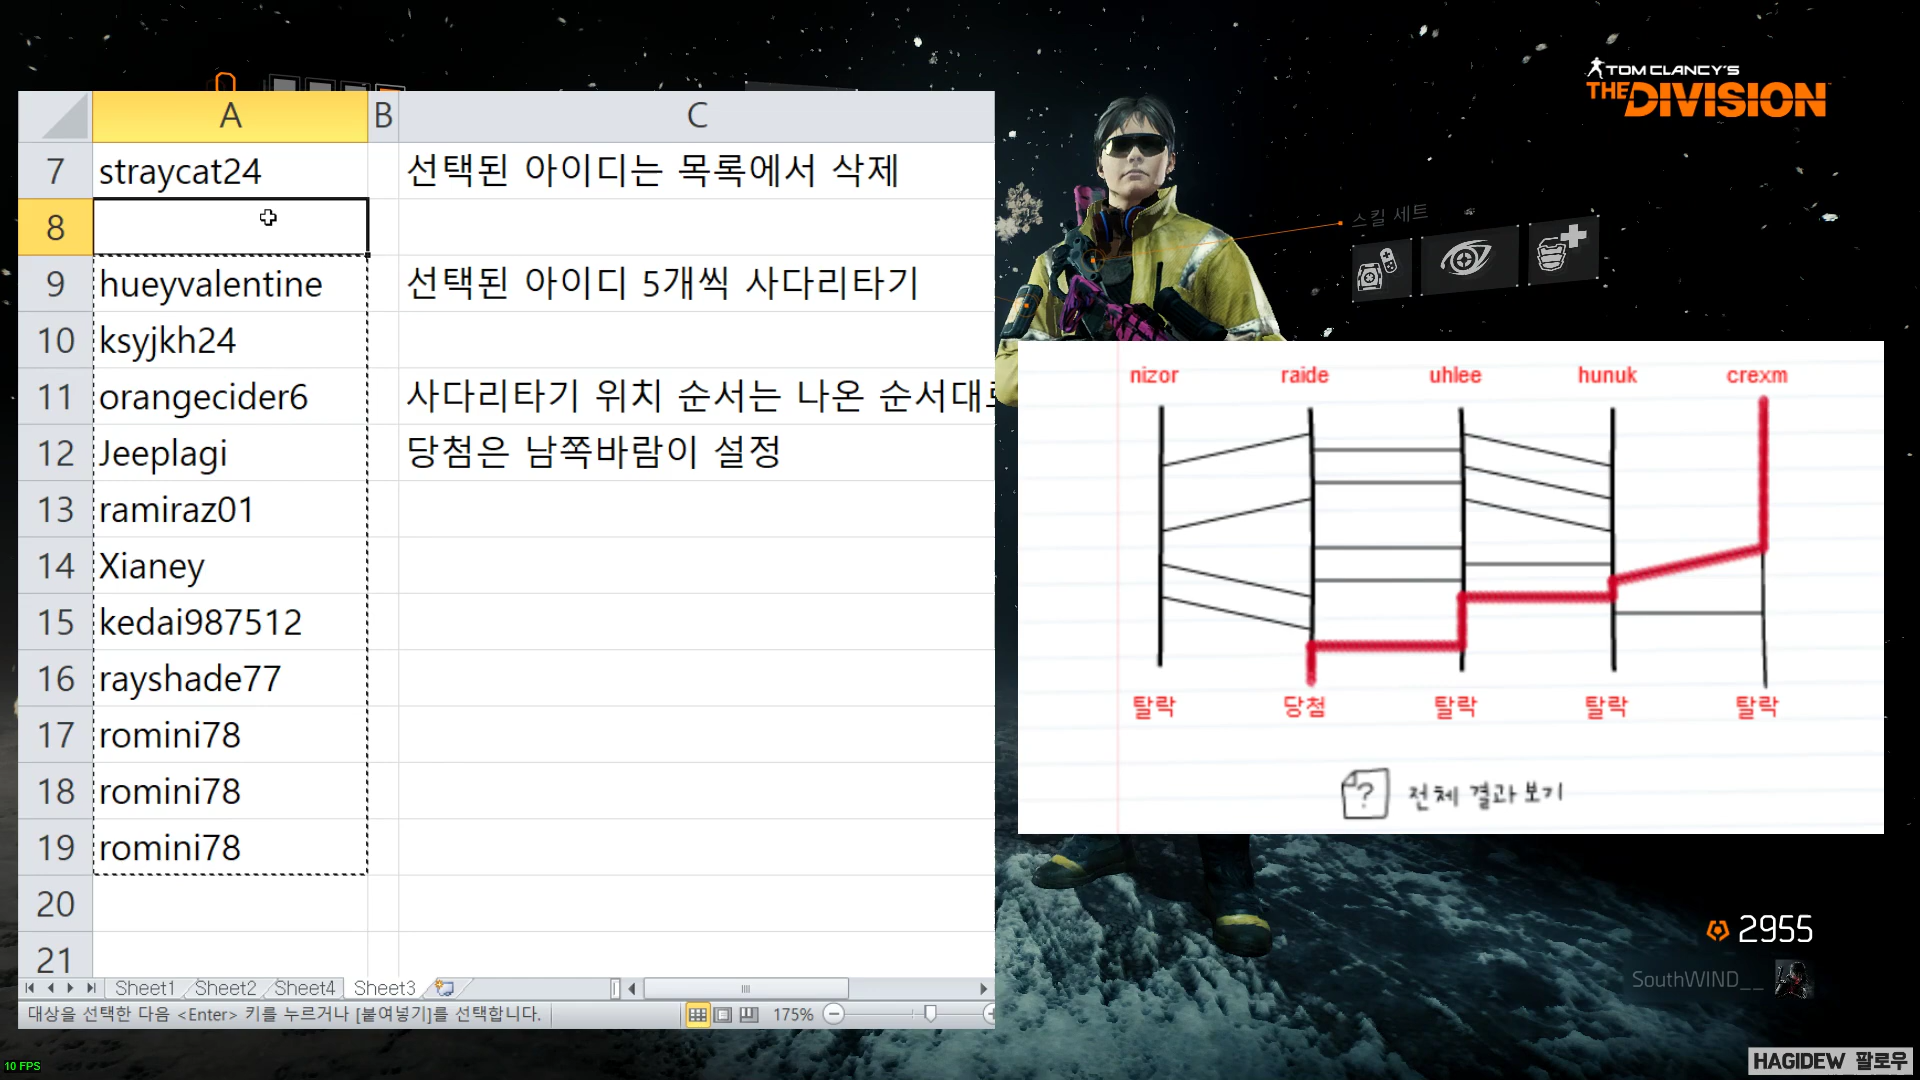 TOM CLANCY'S
THE DIVISION
스킬 세트
A B C
7 straycat24 선택된 아이디는 목록에서 삭제
8
9 hueyvalentine 선택된 아이디 5개씩 사다리타기
10 ksyjkh24
11 orangecider6 사다리타기 위치 순서는 나온 순서대로
12 Jeeplagi 당첨은 남쪽바람이 설정
13 ramiraz01
14 Xianey
15 kedai987512
16 rayshade77
17 romini78
18 romini78
19 romini78
20
21
Sheet1 Sheet2 Sheet4 Sheet3
대상을 선택한 다음 <Enter> 키를 누르거나 [붙여넣기]를 선택합니다. 175%
nizor raide uhlee hunuk crexm
탈락 당첨 탈락 탈락 탈락
? 전체 결과 보기
2955
SouthWIND__
10 FPS
HAGIDEW 팔로우